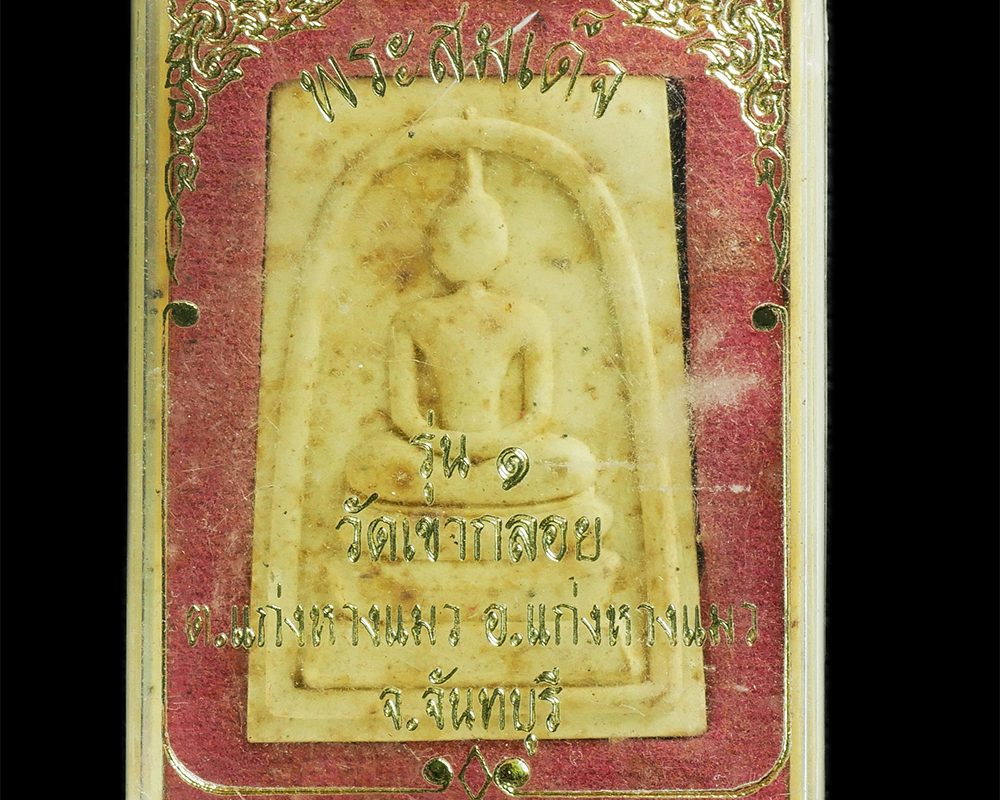 พระสมเด็จ
รุ่น ๑
วัดเขากลอย
ต.แก่งหางแมว อ.แก่งหางแมว
จ.จันทบุรี